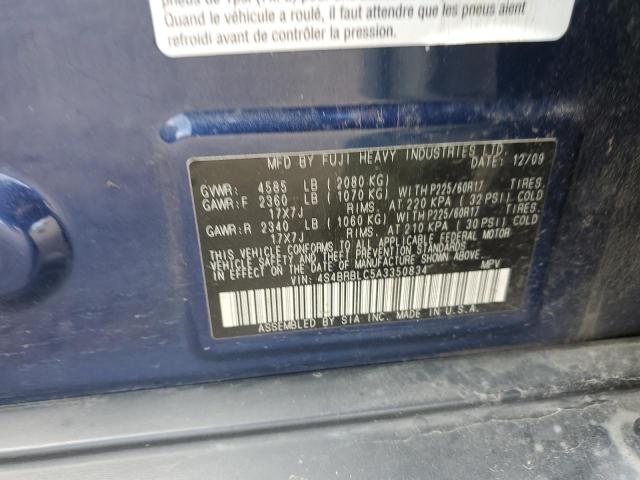 Quand le véhicule a roulé, il faut attendre que les pneus aient
refroidi avant de contrôler la pression.
MFD BY FUJI HEAVY INDUSTRIES LTD.
DATE: 12/09
GVWR: 4585 LB (2080 KG)
GAWR:F 2360 LB (1070 KG) WITH P225/60R17 TIRES.
17X7J RIMS. AT 220 KPA (32 PSI) COLD
GAWR:R 2340 LB (1060 KG) WITH P225/60R17 TIRES.
17X7J RIMS. AT 210 KPA (30 PSI) COLD
THIS VEHICLE CONFORMS TO ALL APPLICABLE FEDERAL MOTOR
VEHICLE SAFETY AND THEFT PREVENTION STANDARDS
IN EFFECT ON THE DATE OF MANUFACTURE SHOWN ABOVE.
VIN: 4S4BRBLC5A3350834 MPV
ASSEMBLED BY SIA INC. MADE IN U.S.A.